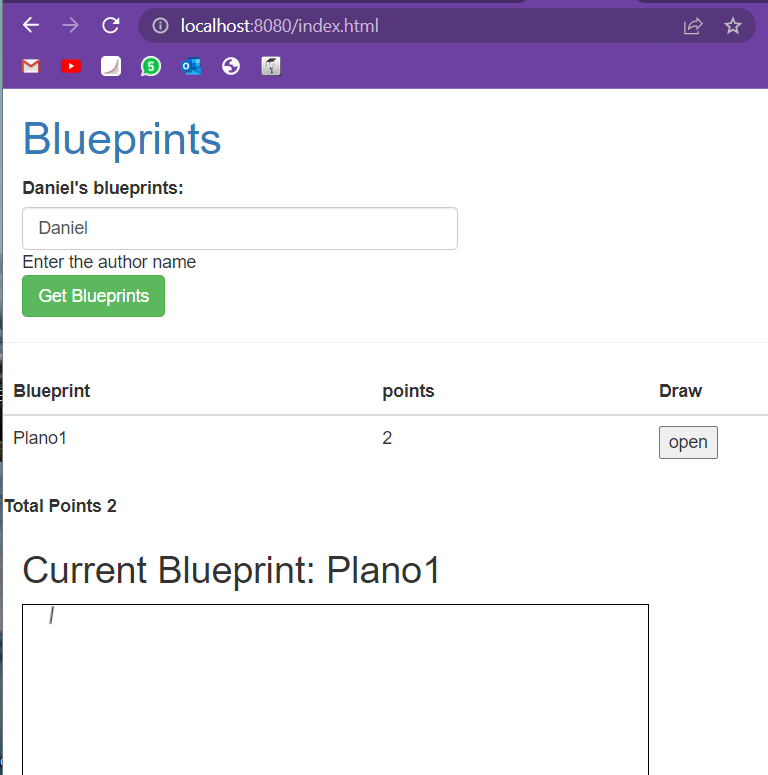 localhost:8080/index.html
5
Blueprints
Daniel's blueprints:
Daniel
Enter the author name
Get Blueprints
Blueprint points Draw
Plano1 2 open
Total Points 2
Current Blueprint: Plano1